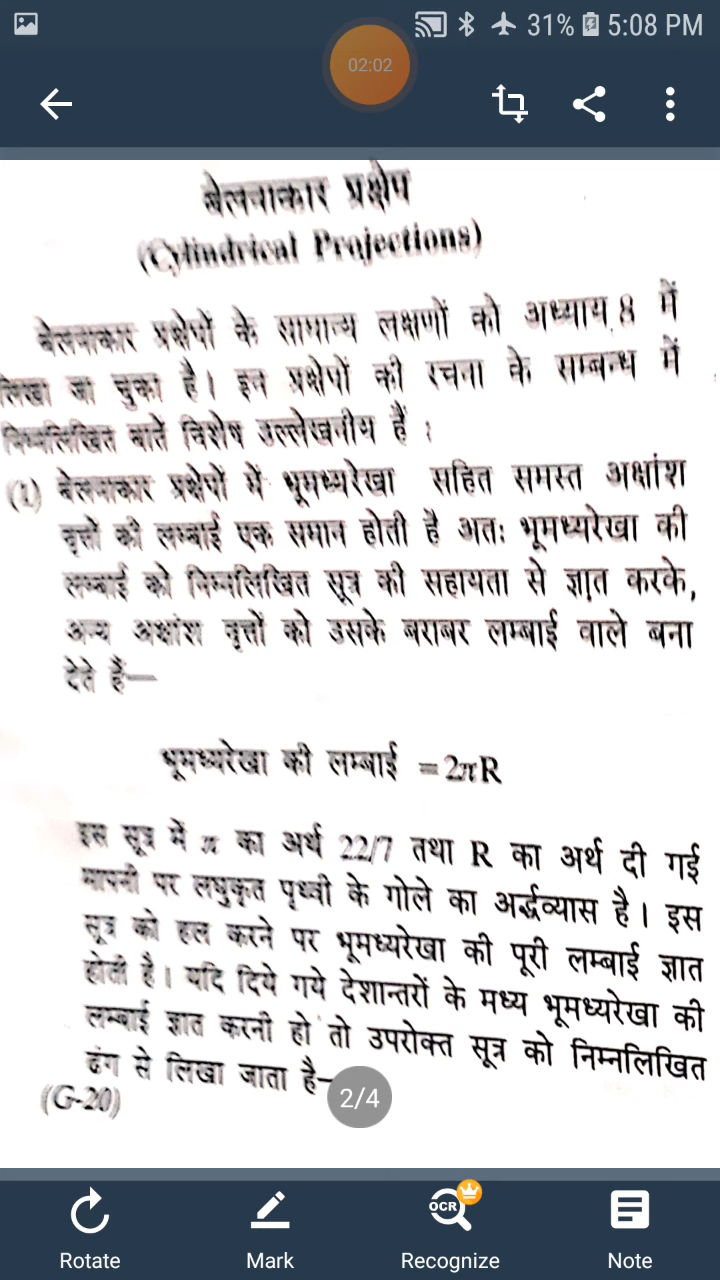 31% 5:08 PM
02:02
बेलनाकार प्रक्षेप
(Cylindrical Projections)
बेलनाकार प्रक्षेपों के सामान्य लक्षणों को अध्याय 8 में
लिखा जा चुका है। इन प्रक्षेपों की रचना के सम्बन्ध में
निम्नलिखित बातें विशेष उल्लेखनीय हैं :
(1) बेलनाकार प्रक्षेपों में भूमध्यरेखा सहित समस्त अक्षांश
वृत्तों की लम्बाई एक समान होती है अतः भूमध्यरेखा की
लम्बाई को निम्नलिखित सूत्र की सहायता से ज्ञात करके,
अन्य अक्षांश वृत्तों को उसके बराबर लम्बाई वाले बना
देते हैं—
भूमध्यरेखा की लम्बाई = 2πR
इस सूत्र में π का अर्थ 22/7 तथा R का अर्थ दी गई
मापनी पर लघुकृत पृथ्वी के गोले का अर्द्धव्यास है। इस
सूत्र को हल करने पर भूमध्यरेखा की पूरी लम्बाई ज्ञात
होती है। यदि दिये गये देशान्तरों के मध्य भूमध्यरेखा की
लम्बाई ज्ञात करनी हो तो उपरोक्त सूत्र को निम्नलिखित
ढंग से लिखा जाता है—
(G-20)
2/4
Rotate Mark OCR Recognize Note